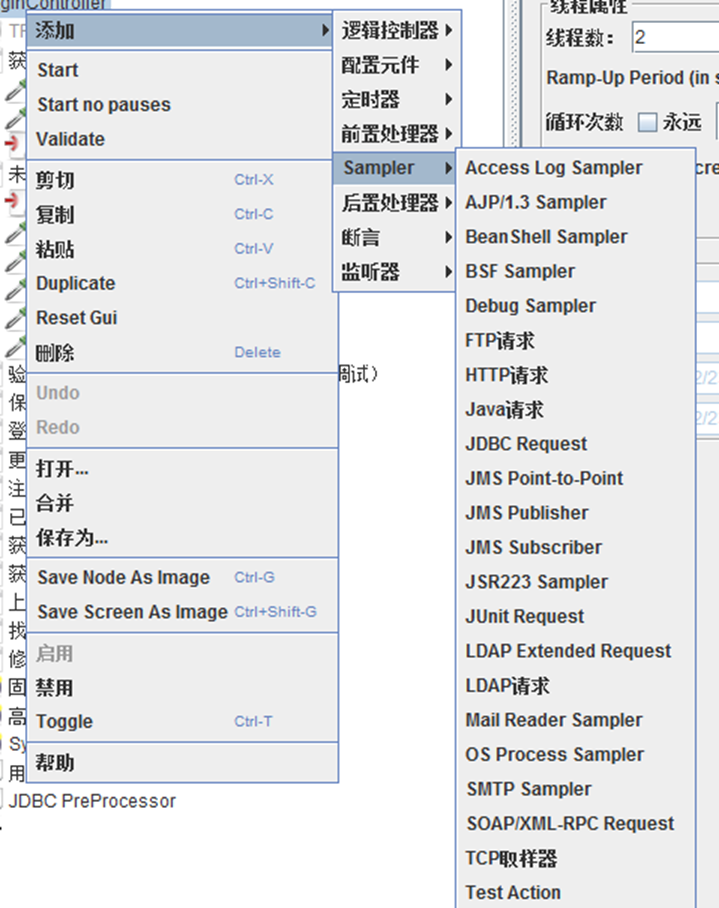 ginController
添加
Start
Start no pauses
Validate
剪切 Ctrl-X
复制 Ctrl-C
粘贴 Ctrl-V
Duplicate Ctrl+Shift-C
Reset Gui
删除 Delete
Undo
Redo
打开...
合并
保存为...
Save Node As Image Ctrl-G
Save Screen As Image Ctrl+Shift-G
启用
禁用
Toggle Ctrl-T
帮助
逻辑控制器
配置元件
定时器
前置处理器
Sampler
后置处理器
断言
监听器
Access Log Sampler
AJP/1.3 Sampler
BeanShell Sampler
BSF Sampler
Debug Sampler
FTP请求
HTTP请求
Java请求
JDBC Request
JMS Point-to-Point
JMS Publisher
JMS Subscriber
JSR223 Sampler
JUnit Request
LDAP Extended Request
LDAP请求
Mail Reader Sampler
OS Process Sampler
SMTP Sampler
SOAP/XML-RPC Request
TCP取样器
Test Action
线程属性
线程数： 2
Ramp-Up Period (in s
循环次数 永远
cre
2/2
2/2
获
未
验
调试）
保
登
更
注
已
获
获
上
找
修
固
高
Sy
用
JDBC PreProcessor